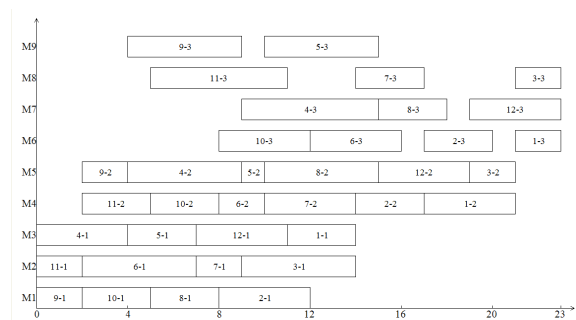 M9 9-3 5-3
M8 11-3 7-3 3-3
M7 4-3 8-3 12-3
M6 10-3 6-3 2-3 1-3
M5 9-2 4-2 5-2 8-2 12-2 3-2
M4 11-2 10-2 6-2 7-2 2-2 1-2
M3 4-1 5-1 12-1 1-1
M2 11-1 6-1 7-1 3-1
M1 9-1 10-1 8-1 2-1
0 4 8 12 16 20 23